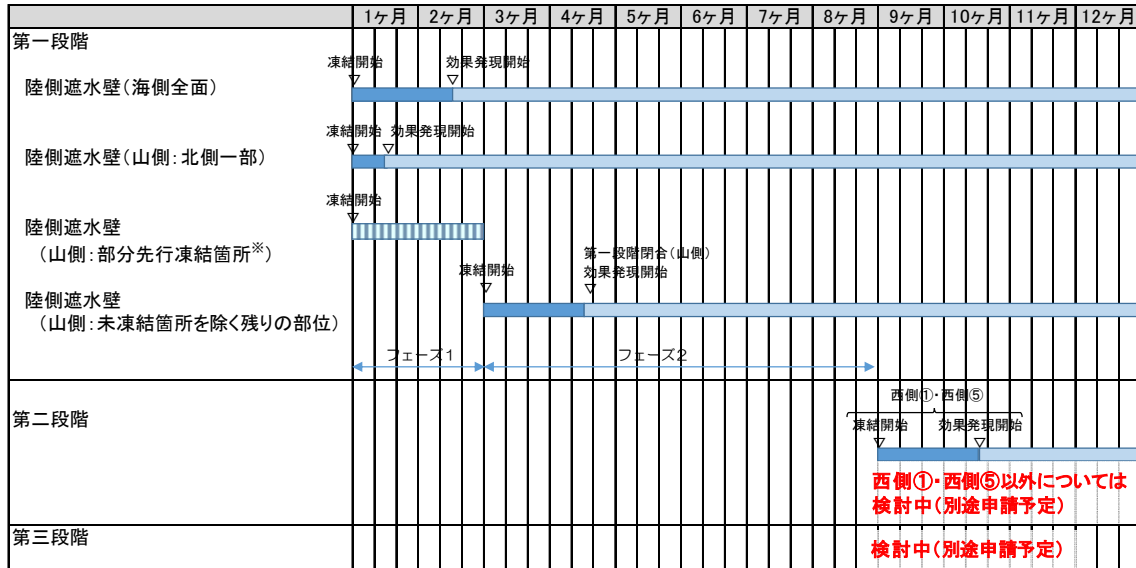 1ヶ月 2ヶ月 3ヶ月 4ヶ月 5ヶ月 6ヶ月 7ヶ月 8ヶ月 9ヶ月 10ヶ月 11ヶ月 12ヶ月
第一段階
凍結開始 効果発現開始
陸側遮水壁(海側全面)
凍結開始 効果発現開始
陸側遮水壁(山側:北側一部)
凍結開始
陸側遮水壁
(山側:部分先行凍結箇所※)
第一段階閉合(山側)
凍結開始 効果発現開始
陸側遮水壁
(山側:未凍結箇所を除く残りの部位)
フェーズ1 フェーズ2
西側①・西側⑤
第二段階
凍結開始 効果発現開始
西側①・西側⑤以外については
検討中(別途申請予定)
第三段階
検討中(別途申請予定)